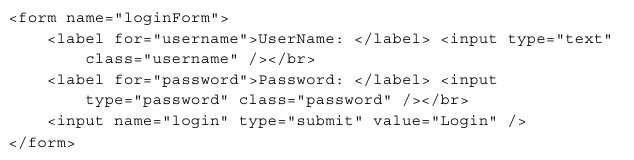 <form name="loginForm">
    <label for="username">UserName: </label> <input type="text"
        class="username" /></br>
    <label for="password">Password: </label> <input
        type="password" class="password" /></br>
    <input name="login" type="submit" value="Login" />
</form>